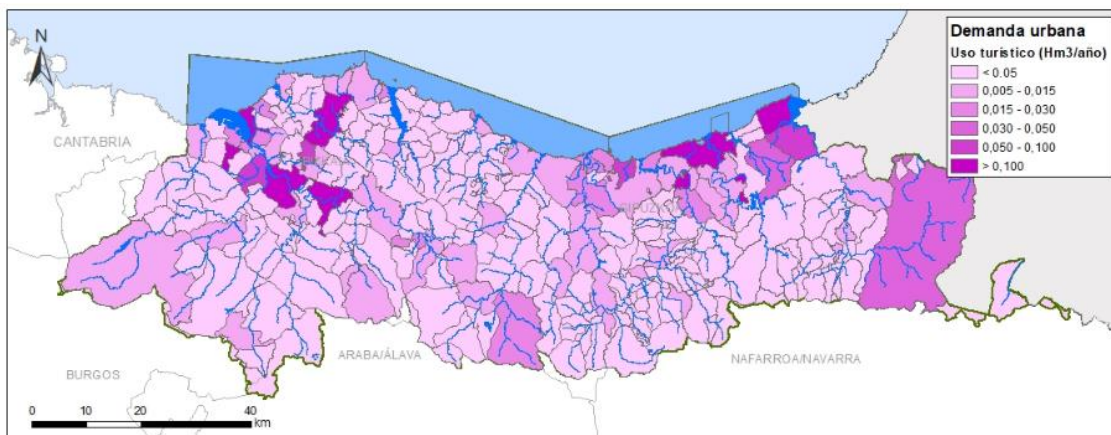 Demanda urbana
Uso turístico (Hm3/año)
< 0.05
0,005 - 0,015
0,015 - 0,030
0,030 - 0,050
0,050 - 0,100
> 0,100
N
CANTABRIA
BURGOS
ARABA/ÁLAVA
NAFARROA/NAVARRA
0 10 20 40
km